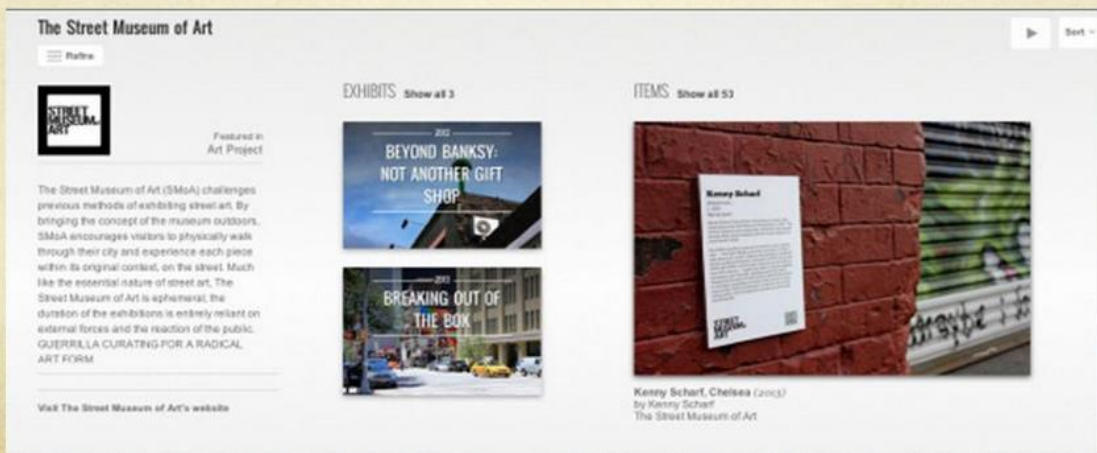 The Street Museum of Art
Refine
Sort
STREET
MUSEUM.
ART
Featured in
Art Project
The Street Museum of Art (SMoA) challenges
previous methods of exhibiting street art. By
bringing the concept of the museum outdoors,
SMoA encourages visitors to physically walk
through their city and experience each piece
within its original context, on the street. Much
like the essential nature of street art, The
Street Museum of Art is ephemeral; the
duration of the exhibitions is entirely reliant on
external forces and the reaction of the public.
GUERRILLA CURATING FOR A RADICAL
ART FORM
Visit The Street Museum of Art's website
EXHIBITS Show all 3
2012
BEYOND BANKSY:
NOT ANOTHER GIFT
SHOP
2013
BREAKING OUT OF
THE BOX
ITEMS Show all 53
Kenny Scharf
STREET
MUSEUM.
ART
Kenny Scharf, Chelsea (2013)
by Kenny Scharf
The Street Museum of Art